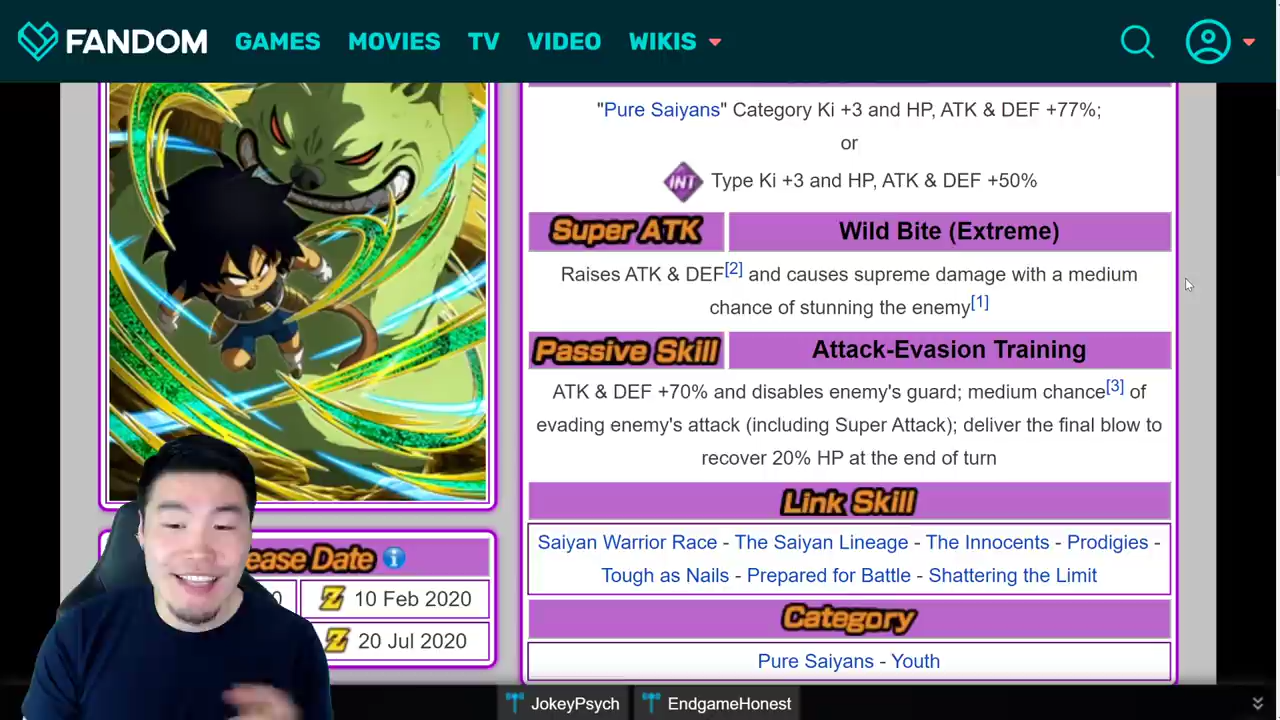 FANDOM GAMES MOVIES TV VIDEO WIKIS
"Pure Saiyans" Category Ki +3 and HP, ATK & DEF +77%;
or
INT Type Ki +3 and HP, ATK & DEF +50%
Super ATK Wild Bite (Extreme)
Raises ATK & DEF[2] and causes supreme damage with a medium
chance of stunning the enemy[1]
Passive Skill Attack-Evasion Training
ATK & DEF +70% and disables enemy's guard; medium chance[3] of
evading enemy's attack (including Super Attack); deliver the final blow to
recover 20% HP at the end of turn
Link Skill
Saiyan Warrior Race - The Saiyan Lineage - The Innocents - Prodigies -
Tough as Nails - Prepared for Battle - Shattering the Limit
Category
Pure Saiyans - Youth
ease Date i
0 Z 10 Feb 2020
Z 20 Jul 2020
JokeyPsych EndgameHonest